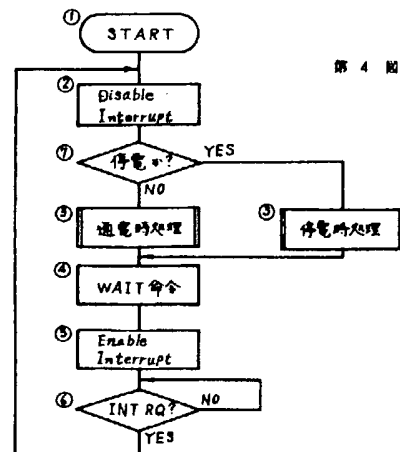 ①
START
第4図
②
Disable
Interrupt
⑦
停電か?
YES
NO
③
通電時処理
③
停電時処理
④
WAIT命令
⑤
Enable
Interrupt
⑥
INT RQ?
NO
YES